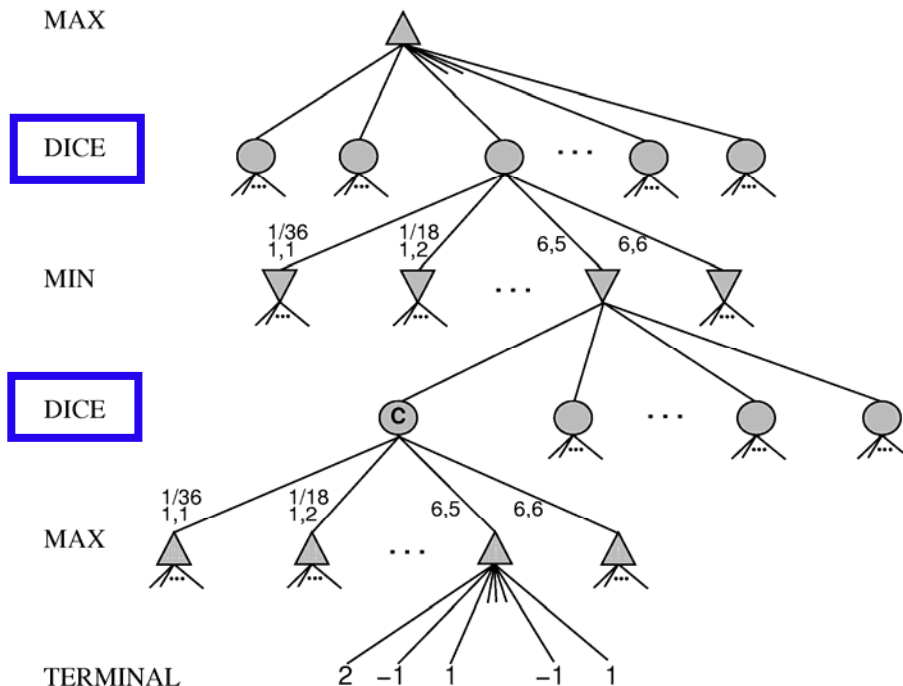 MAX
DICE
...
1/36 1/18
1,1 1,2 6,5 6,6
MIN
...
DICE
C
...
1/36 1/18
1,1 1,2 6,5 6,6
MAX
...
TERMINAL 2 −1 1 −1 1